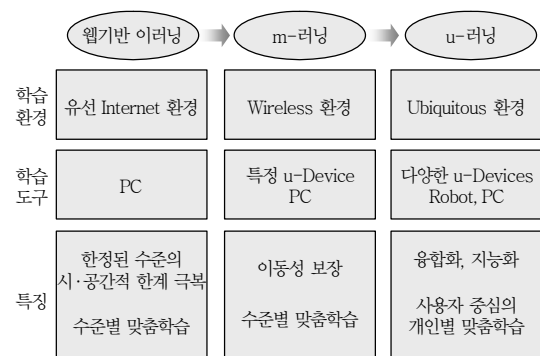 웹기반 이러닝
m-러닝
u-러닝
학습
환경
유선 Internet 환경
Wireless 환경
Ubiquitous 환경
학습
도구
PC
특정 u-Device
PC
다양한 u-Devices
Robot, PC
특징
한정된 수준의
시·공간적 한계 극복
수준별 맞춤학습
이동성 보장
수준별 맞춤학습
융합화, 지능화
사용자 중심의
개인별 맞춤학습